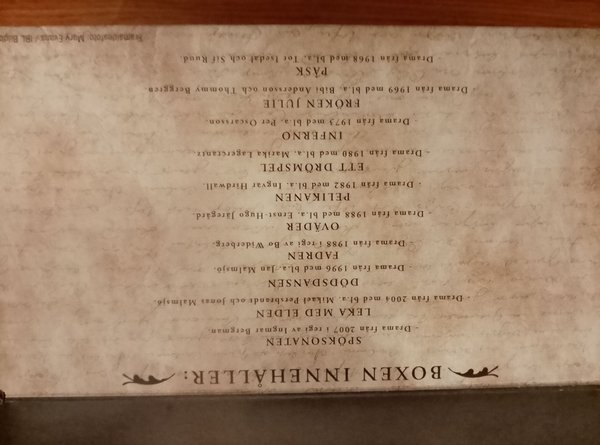 BOXEN INNEHÅLLER:
SPÖKSONATEN
- Drama från 2007 i regi av Ingmar Bergman
LEKA MED ELDEN
- Drama från 2004 med bl.a. Mikael Persbrandt och Jonas Malmsjö.
DÖDSDANSEN
- Drama från 1996 med bl.a. Jan Malmsjö.
FADREN
- Drama från 1988 i regi av Bo Widerberg.
OVÄDER
- Drama från 1988 med bl.a. Ernst-Hugo Järegård.
PELIKANEN
- Drama från 1982 med bl.a. Ingvar Hirdwall.
ETT DRÖMSPEL
- Drama från 1980 med bl.a. Marika Lagercrantz.
INFERNO
- Drama från 1973 med bl.a. Per Oscarsson.
FRÖKEN JULIE
- Drama från 1969 med bl.a. Bibi Andersson och Thommy Berggren
PÅSK
Drama från 1968 med bl.a. Tor Isedal och Sif Ruud.
Framsidesfoto: Mary Evans / IBL